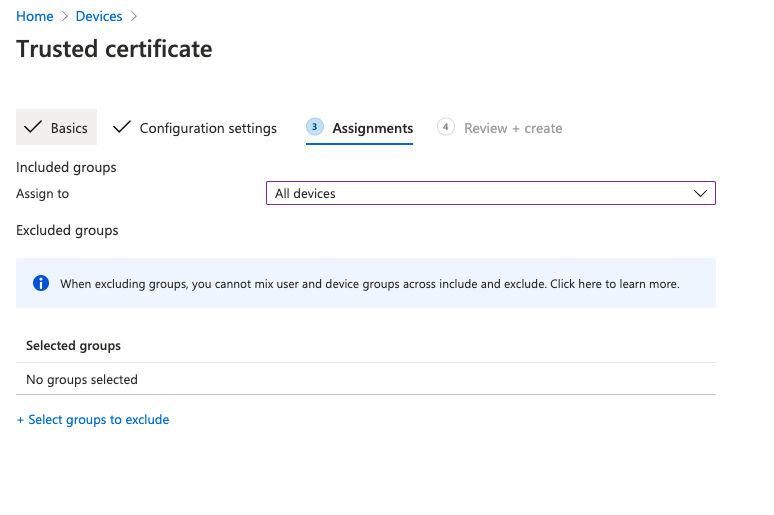 Home > Devices >
Trusted certificate
Basics Configuration settings 3 Assignments 4 Review + create
Included groups
Assign to All devices
Excluded groups
When excluding groups, you cannot mix user and device groups across include and exclude. Click here to learn more.
Selected groups
No groups selected
+ Select groups to exclude